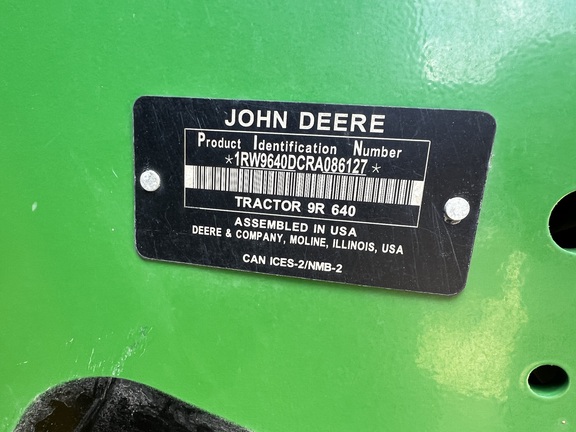 JOHN DEERE
Product Identification Number
*1RW9640DCRA086127*
TRACTOR 9R 640
ASSEMBLED IN USA
DEERE & COMPANY, MOLINE, ILLINOIS, USA
CAN ICES-2/NMB-2